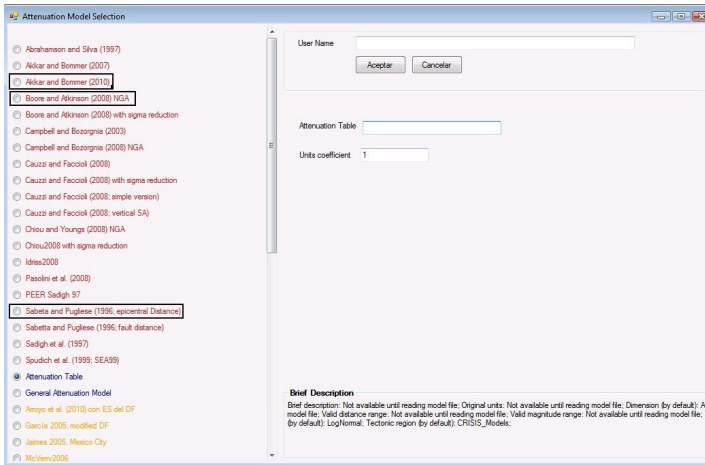 Attenuation Model Selection
Abrahamson and Silva (1997)
Akkar and Bommer (2007)
Akkar and Bommer (2010)
Boore and Atkinson (2008) NGA
Boore and Atkinson (2008) with sigma reduction
Campbell and Bozorgnia (2003)
Campbell and Bozorgnia (2008) NGA
Cauzzi and Faccioli (2008)
Cauzzi and Faccioli (2008) with sigma reduction
Cauzzi and Faccioli (2008; simple version)
Cauzzi and Faccioli (2008; vertical SA)
Chiou and Youngs (2008) NGA
Chiou2008 with sigma reduction
Idriss2008
Pasolini et al. (2008)
PEER Sadigh 97
Sabeta and Pugliese (1996; epicentral Distance)
Sabetta and Pugliese (1996; fault distance)
Sadigh et al. (1997)
Spudich et al. (1999; SEA99)
Attenuation Table
General Attenuation Model
Arroyo et al. (2010) con ES del DF
García 2005, modified DF
Jaimes 2005, Mexico City
McVerry2006
User Name
Aceptar Cancelar
Attenuation Table
Units coefficient 1
Brief Description
Brief description: Not available until reading model file; Original units: Not available until reading model file; Dimension (by default): A
model file; Valid distance range: Not available until reading model file; Valid magnitude range: Not available until reading model file;
(by default): LogNormal; Tectonic region (by default): CRISIS_Models;